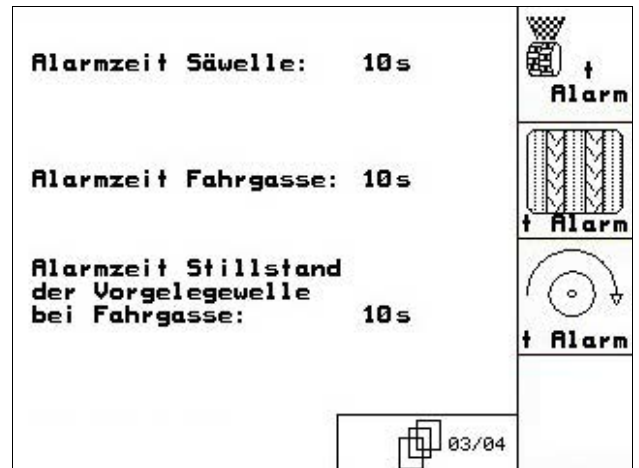 Alarmzeit Säwelle: 10s
t
Alarm
Alarmzeit Fahrgasse: 10s
t Alarm
Alarmzeit Stillstand
der Vorgelegewelle
bei Fahrgasse: 10s
t Alarm
03/04